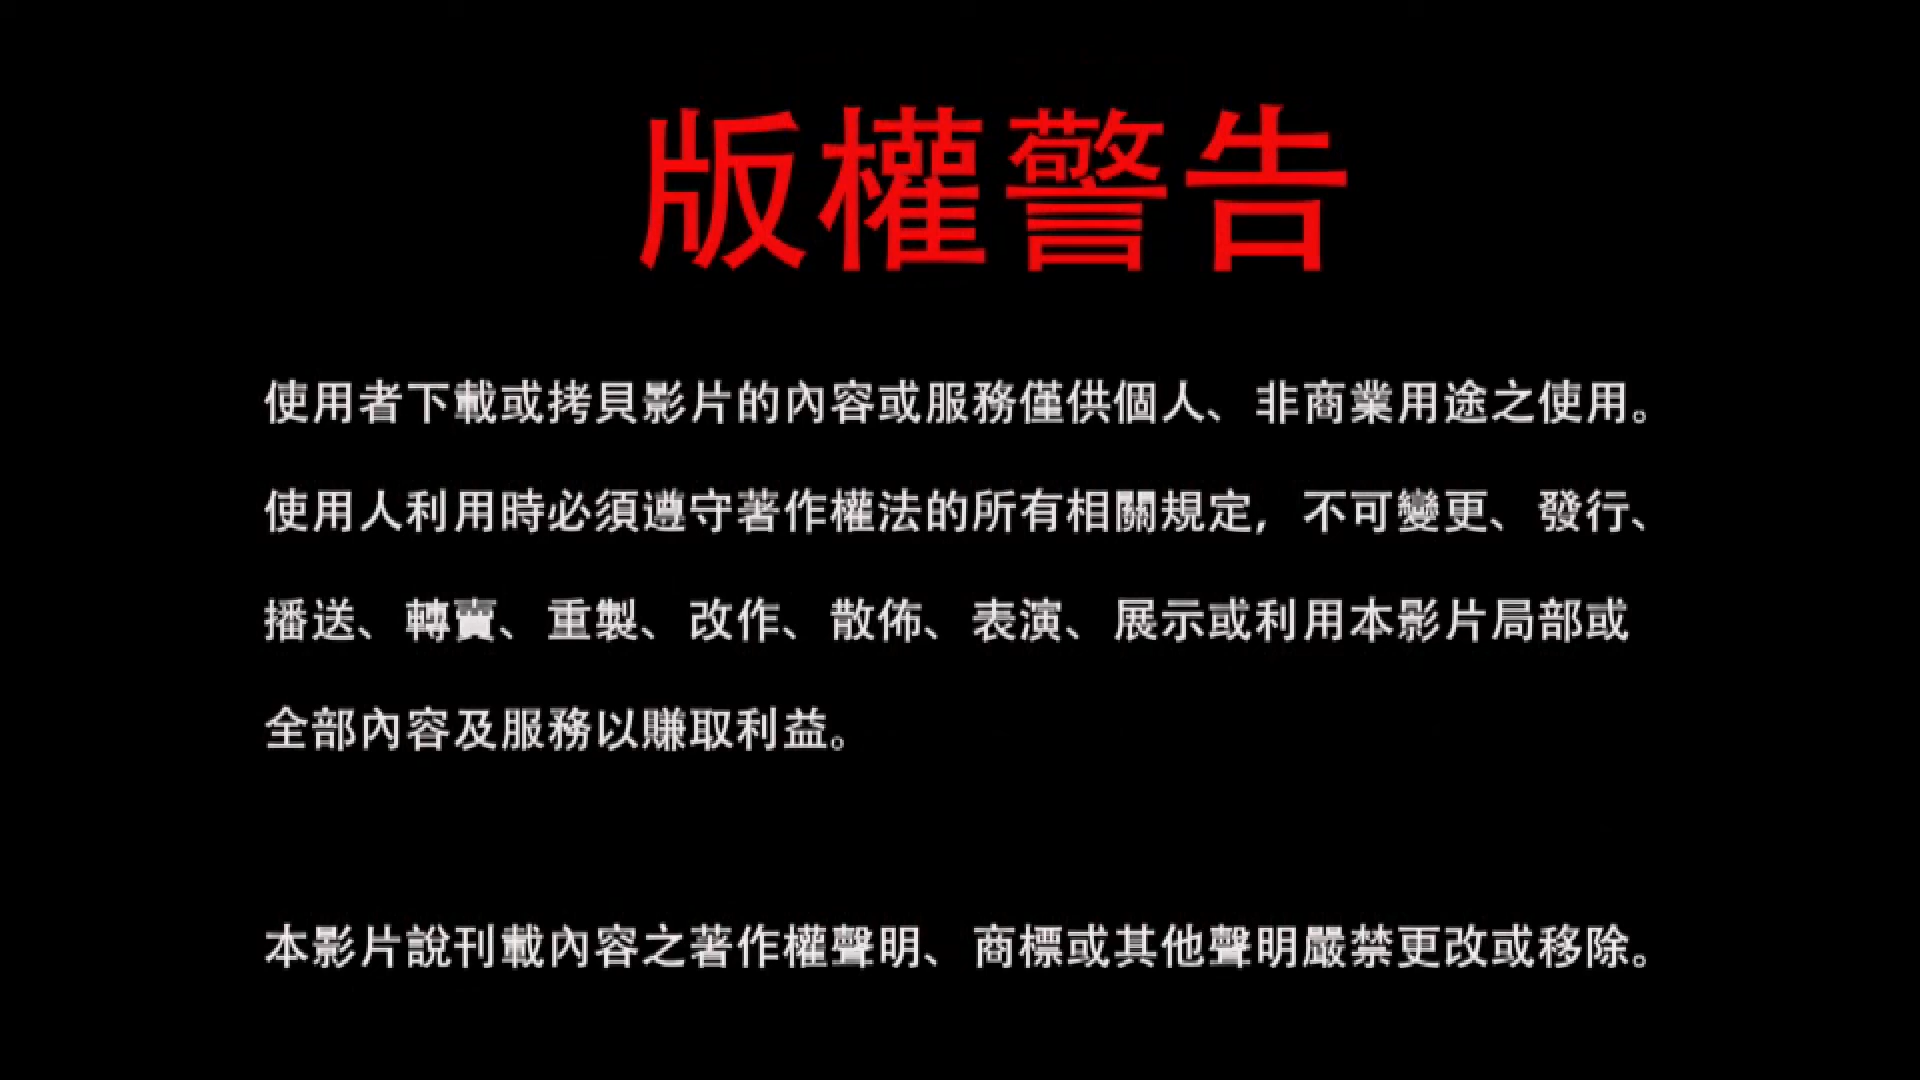 版權警告
使用者下載或拷貝影片的內容或服務僅供個人、非商業用途之使用。
使用人利用時必須遵守著作權法的所有相關規定，不可變更、發行、
播送、轉賣、重製、改作、散佈、表演、展示或利用本影片局部或
全部內容及服務以賺取利益。
本影片說刊載內容之著作權聲明、商標或其他聲明嚴禁更改或移除。